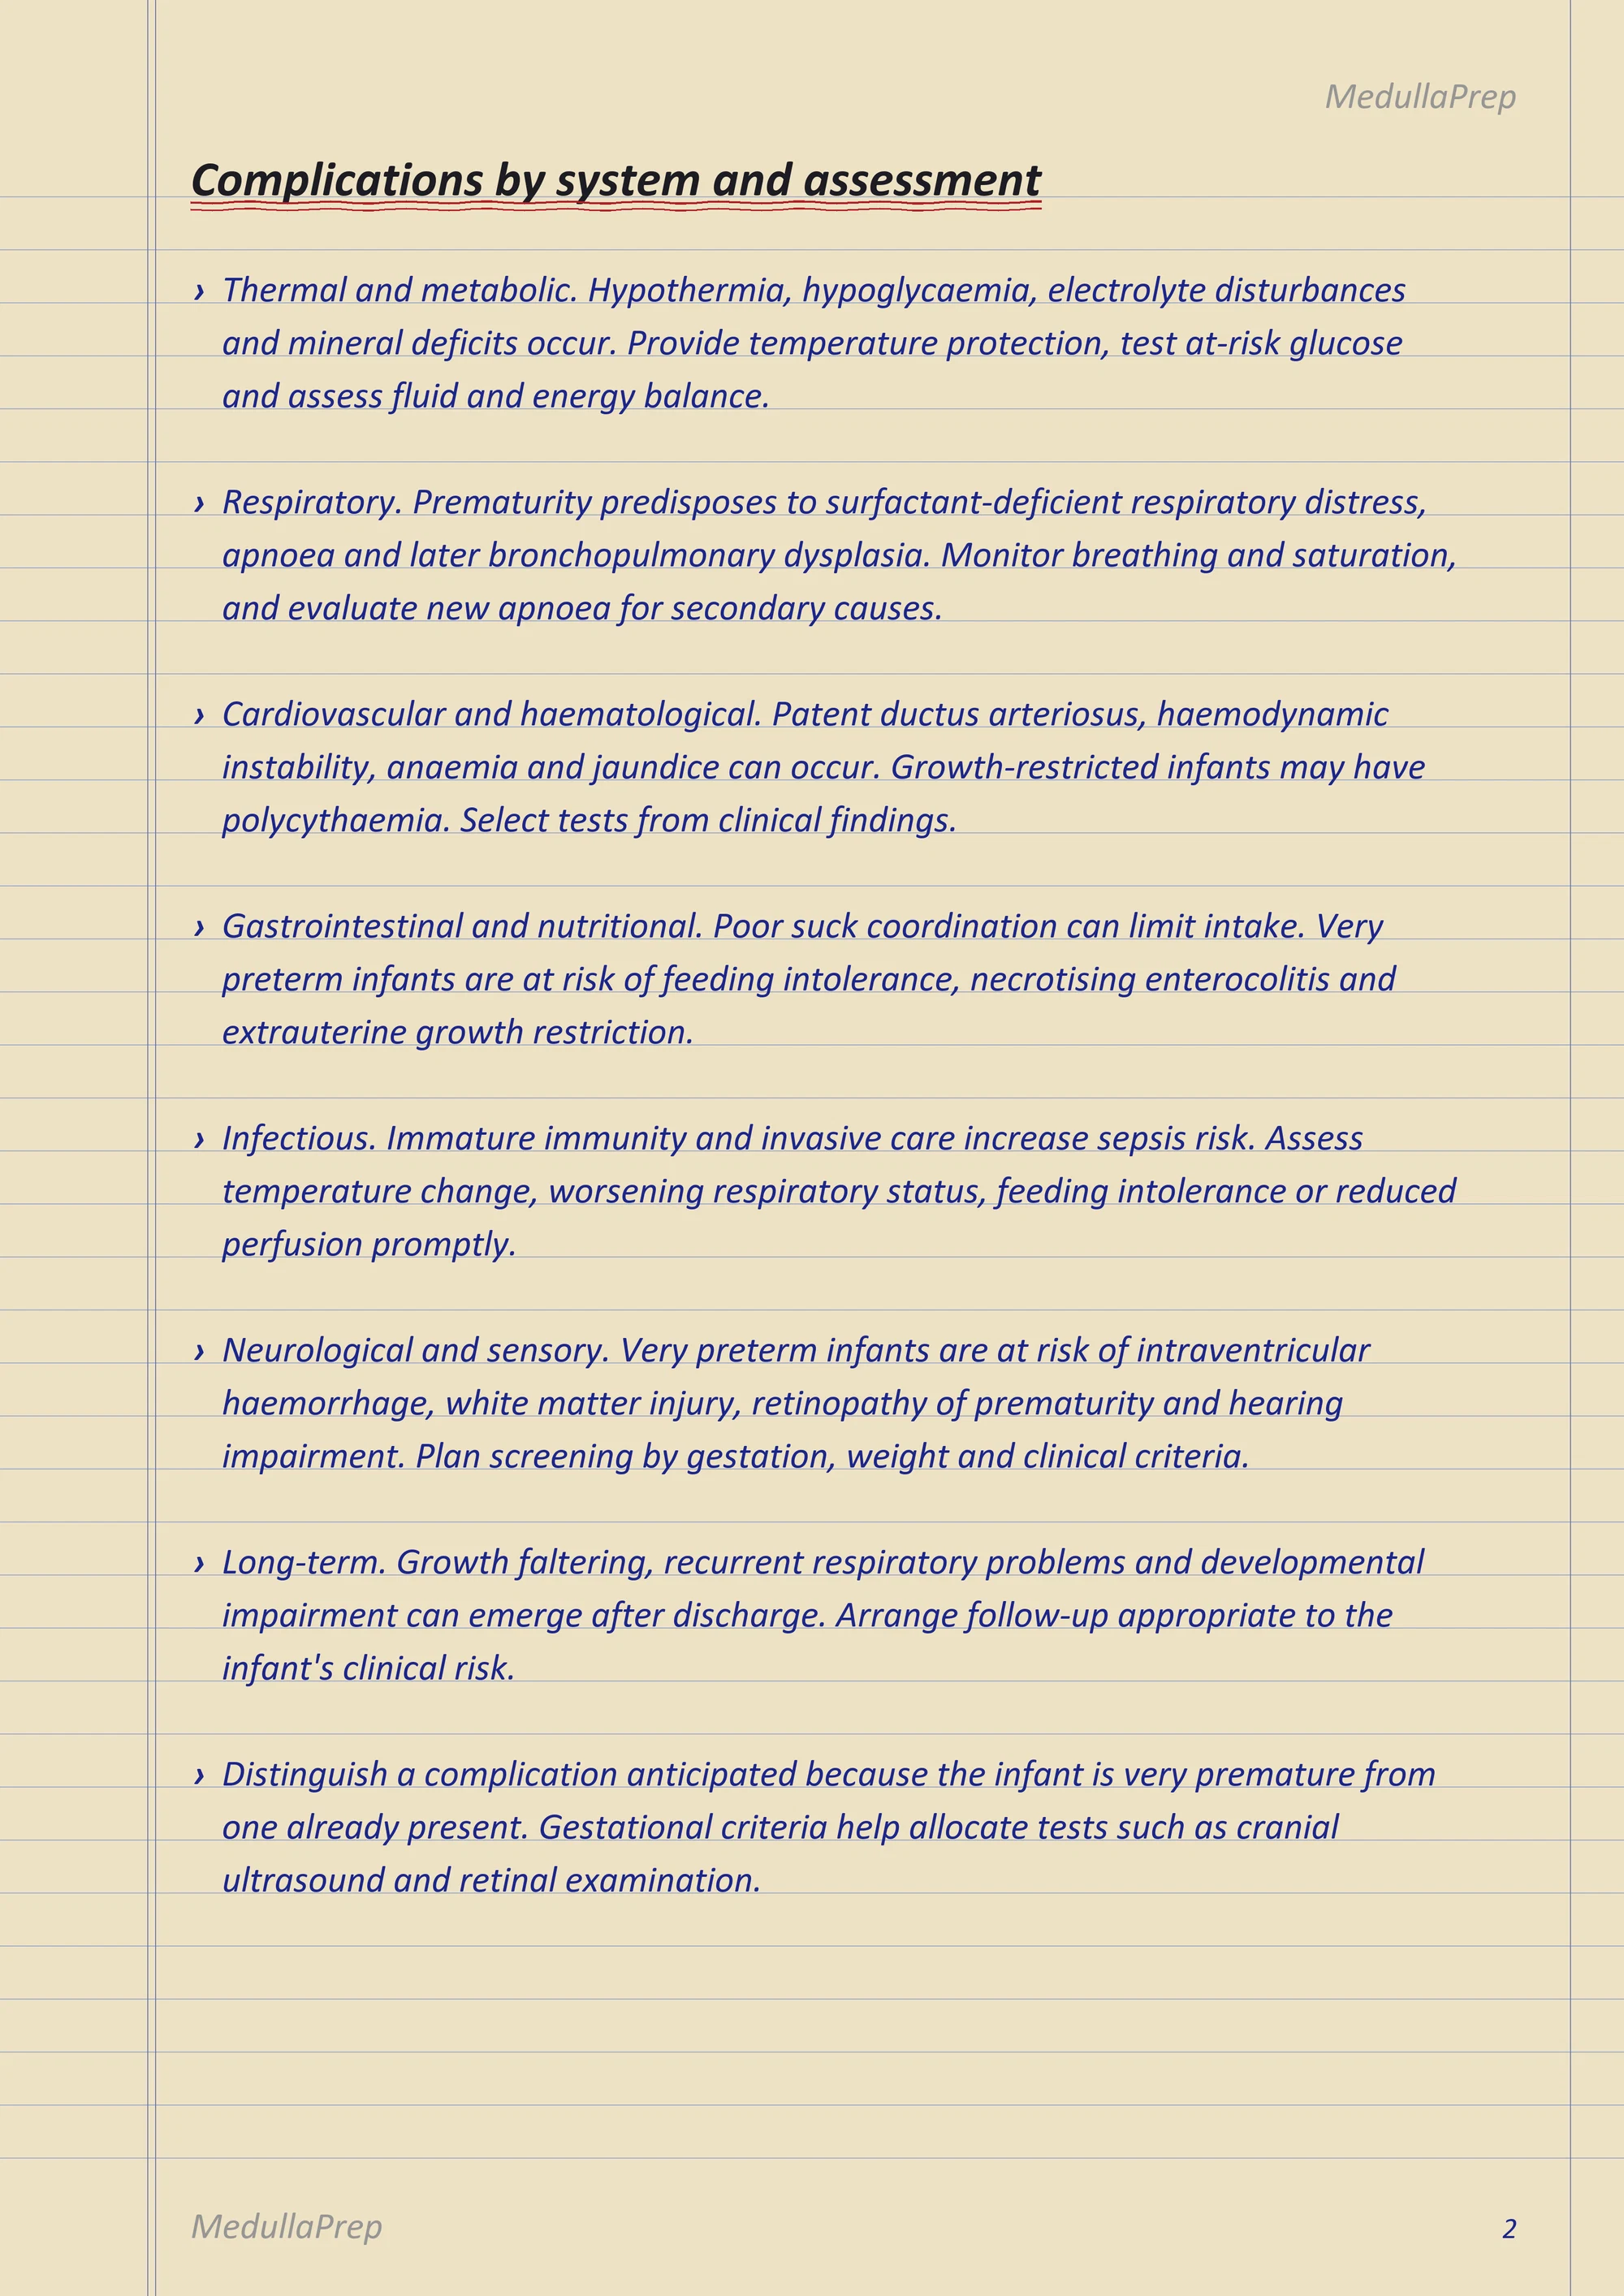 MedullaPrep
Complications by system and assessment
› Thermal and metabolic. Hypothermia, hypoglycaemia, electrolyte disturbances
and mineral deficits occur. Provide temperature protection, test at-risk glucose
and assess fluid and energy balance.
› Respiratory. Prematurity predisposes to surfactant-deficient respiratory distress,
apnoea and later bronchopulmonary dysplasia. Monitor breathing and saturation,
and evaluate new apnoea for secondary causes.
› Cardiovascular and haematological. Patent ductus arteriosus, haemodynamic
instability, anaemia and jaundice can occur. Growth-restricted infants may have
polycythaemia. Select tests from clinical findings.
› Gastrointestinal and nutritional. Poor suck coordination can limit intake. Very
preterm infants are at risk of feeding intolerance, necrotising enterocolitis and
extrauterine growth restriction.
› Infectious. Immature immunity and invasive care increase sepsis risk. Assess
temperature change, worsening respiratory status, feeding intolerance or reduced
perfusion promptly.
› Neurological and sensory. Very preterm infants are at risk of intraventricular
haemorrhage, white matter injury, retinopathy of prematurity and hearing
impairment. Plan screening by gestation, weight and clinical criteria.
› Long-term. Growth faltering, recurrent respiratory problems and developmental
impairment can emerge after discharge. Arrange follow-up appropriate to the
infant's clinical risk.
› Distinguish a complication anticipated because the infant is very premature from
one already present. Gestational criteria help allocate tests such as cranial
ultrasound and retinal examination.
MedullaPrep
2